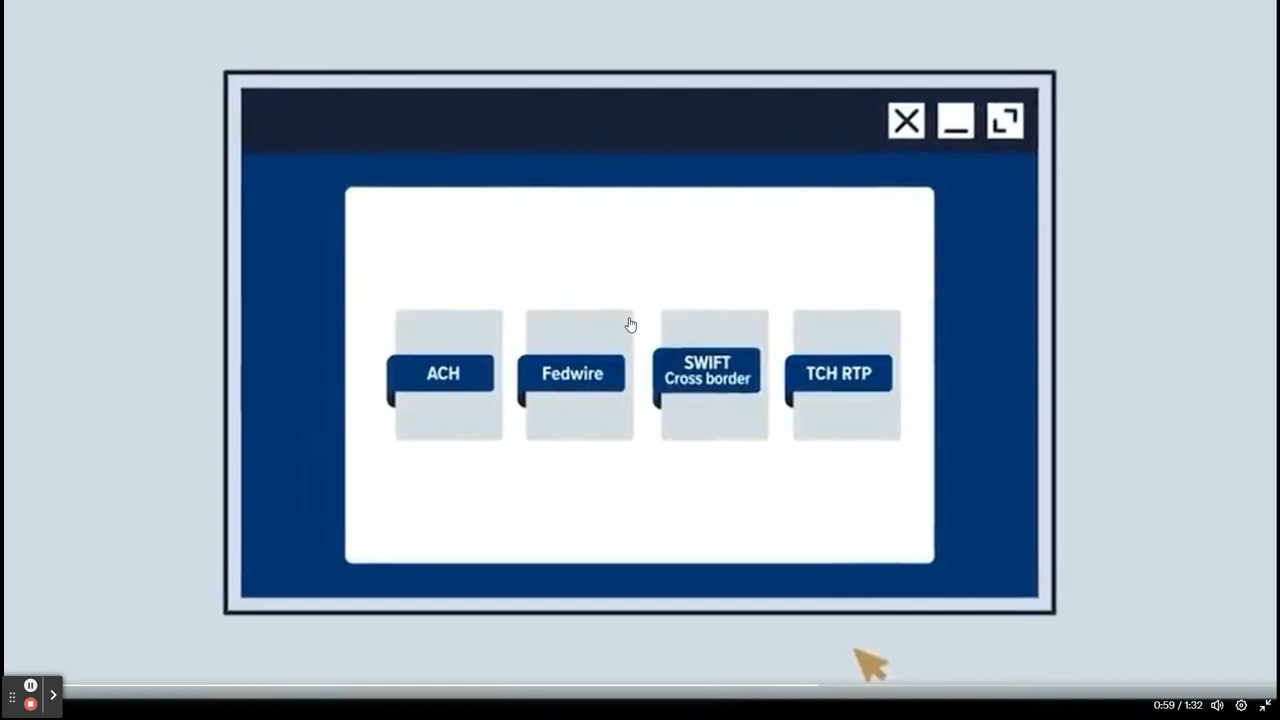 ACH
Fedwire
SWIFT
Cross border
TCH RTP
0:59 / 1:32